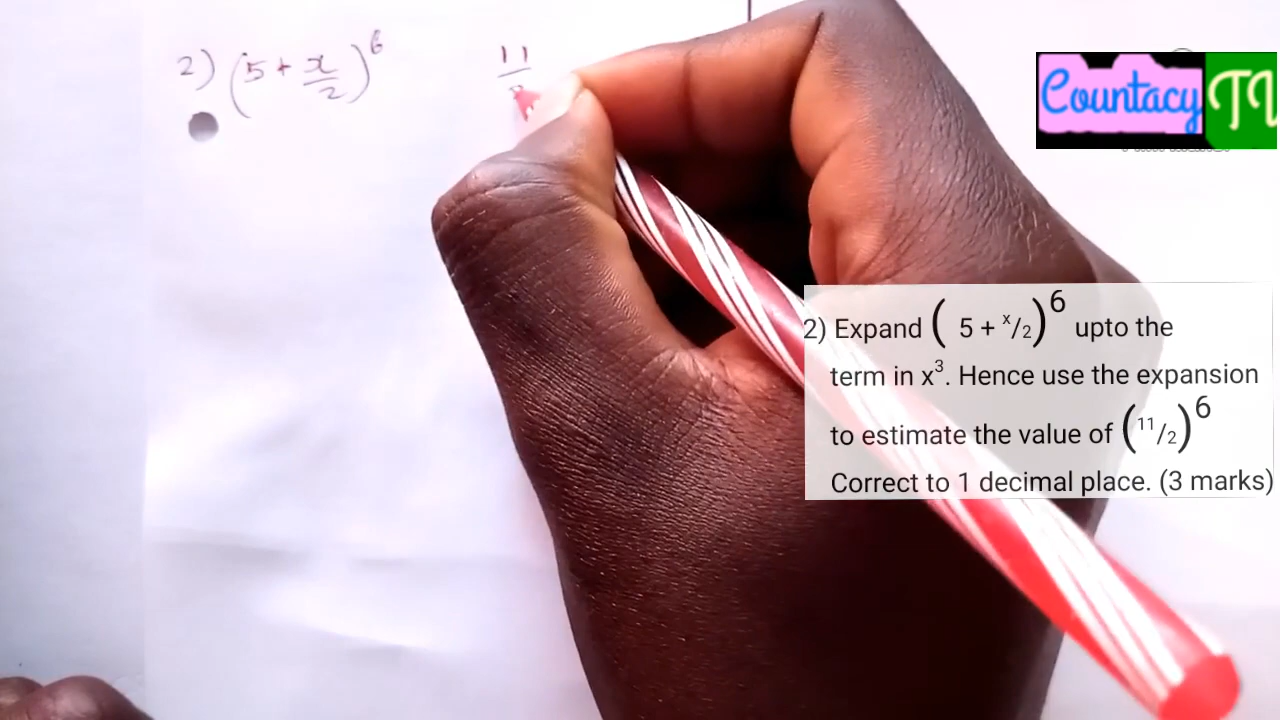 2) (5 + x/2)^6
11
Countacy TV
2) Expand ( 5 + x/2)^6 upto the
term in x³. Hence use the expansion
to estimate the value of (11/2)^6
Correct to 1 decimal place. (3 marks)